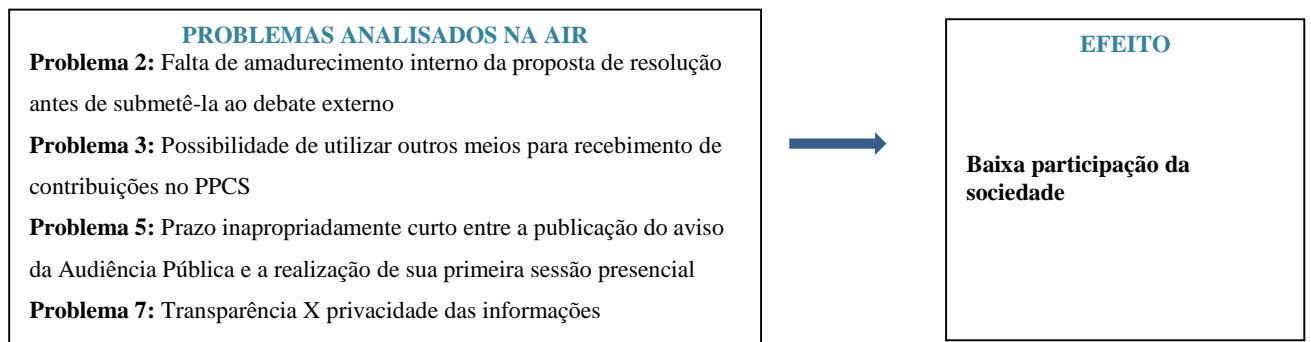 PROBLEMAS ANALISADOS NA AIR
Problema 2: Falta de amadurecimento interno da proposta de resolução
antes de submetê-la ao debate externo
Problema 3: Possibilidade de utilizar outros meios para recebimento de
contribuições no PPCS
Problema 5: Prazo inapropriadamente curto entre a publicação do aviso
da Audiência Pública e a realização de sua primeira sessão presencial
Problema 7: Transparência X privacidade das informações
EFEITO
Baixa participação da
sociedade